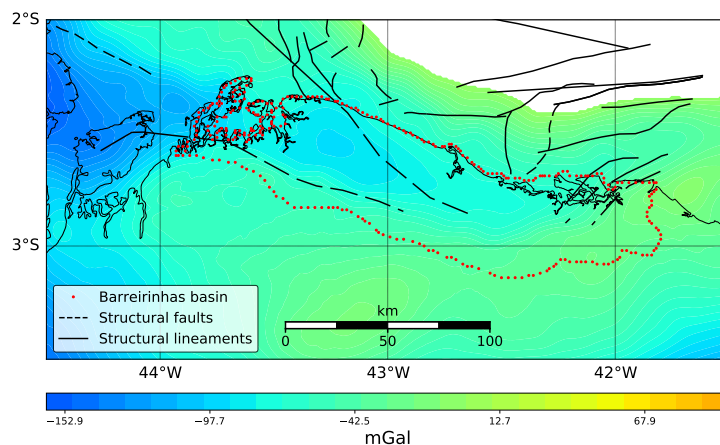 2°S
3°S
Barreirinhas basin
Structural faults
Structural lineaments
km
0 50 100
44°W 43°W 42°W
−152.9 −97.7 −42.5 12.7 67.9
mGal